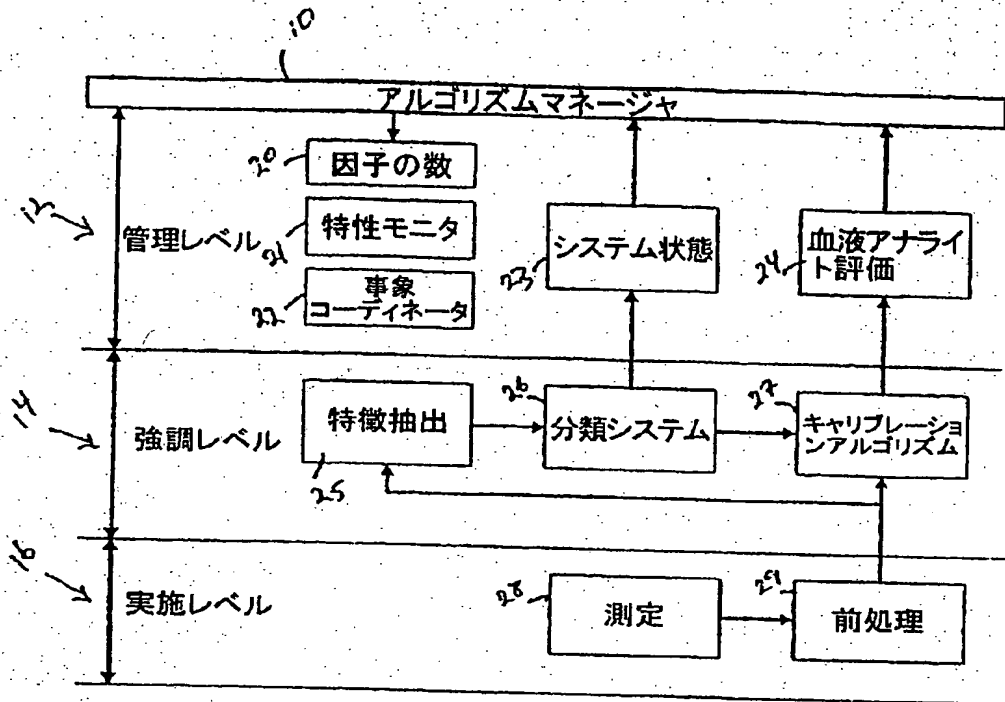 10
アルゴリズムマネージャ
20
因子の数
12
管理レベル
21
特性モニタ
22
事象
コーディネータ
23
システム状態
24
血液アナライ
ト評価
14
強調レベル
特徴抽出
25
26
分類システム
27
キャリブレーショ
ンアルゴリズム
16
実施レベル
28
測定
29
前処理